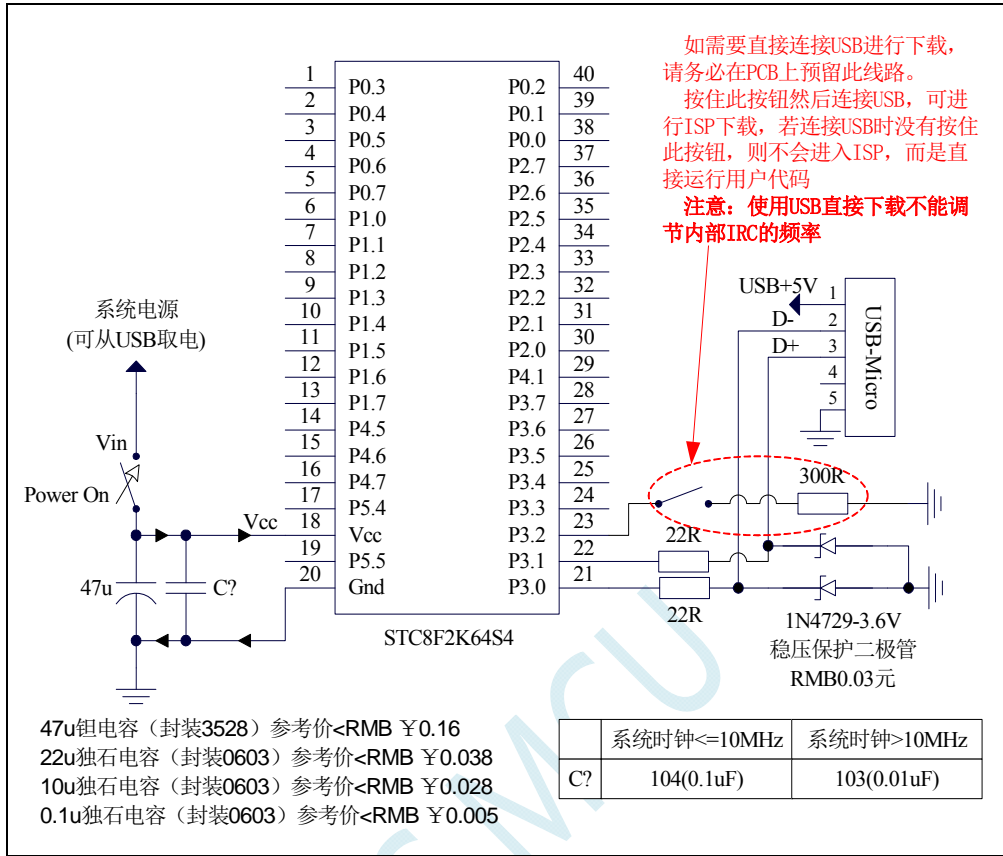 如需要直接连接USB进行下载，
请务必在PCB上预留此线路。
按住此按钮然后连接USB，可进
行ISP下载，若连接USB时没有按住
此按钮，则不会进入ISP，而是直
接运行用户代码
注意：使用USB直接下载不能调
节内部IRC的频率
1 P0.3 P0.2 40
2 P0.4 P0.1 39
3 P0.5 P0.0 38
4 P0.6 P2.7 37
5 P0.7 P2.6 36
6 P1.0 P2.5 35
7 P1.1 P2.4 34
8 P1.2 P2.3 33
9 P1.3 P2.2 32
10 P1.4 P2.1 31
11 P1.5 P2.0 30
12 P1.6 P4.1 29
13 P1.7 P3.7 28
14 P4.5 P3.6 27
15 P4.6 P3.5 26
16 P4.7 P3.4 25
17 P5.4 P3.3 24
18 Vcc P3.2 23
19 P5.5 P3.1 22
20 Gnd P3.0 21
STC8F2K64S4
系统电源
(可从USB取电)
Vin
Power On
Vcc
47u
C?
USB+5V 1
D- 2
D+ 3
4
5
USB-Micro
300R
22R
22R
1N4729-3.6V
稳压保护二极管
RMB0.03元
47u钽电容（封装3528）参考价<RMB ￥0.16
22u独石电容（封装0603）参考价<RMB ￥0.038
10u独石电容（封装0603）参考价<RMB ￥0.028
0.1u独石电容（封装0603）参考价<RMB ￥0.005
系统时钟<=10MHz 系统时钟>10MHz
C? 104(0.1uF) 103(0.01uF)
MCU